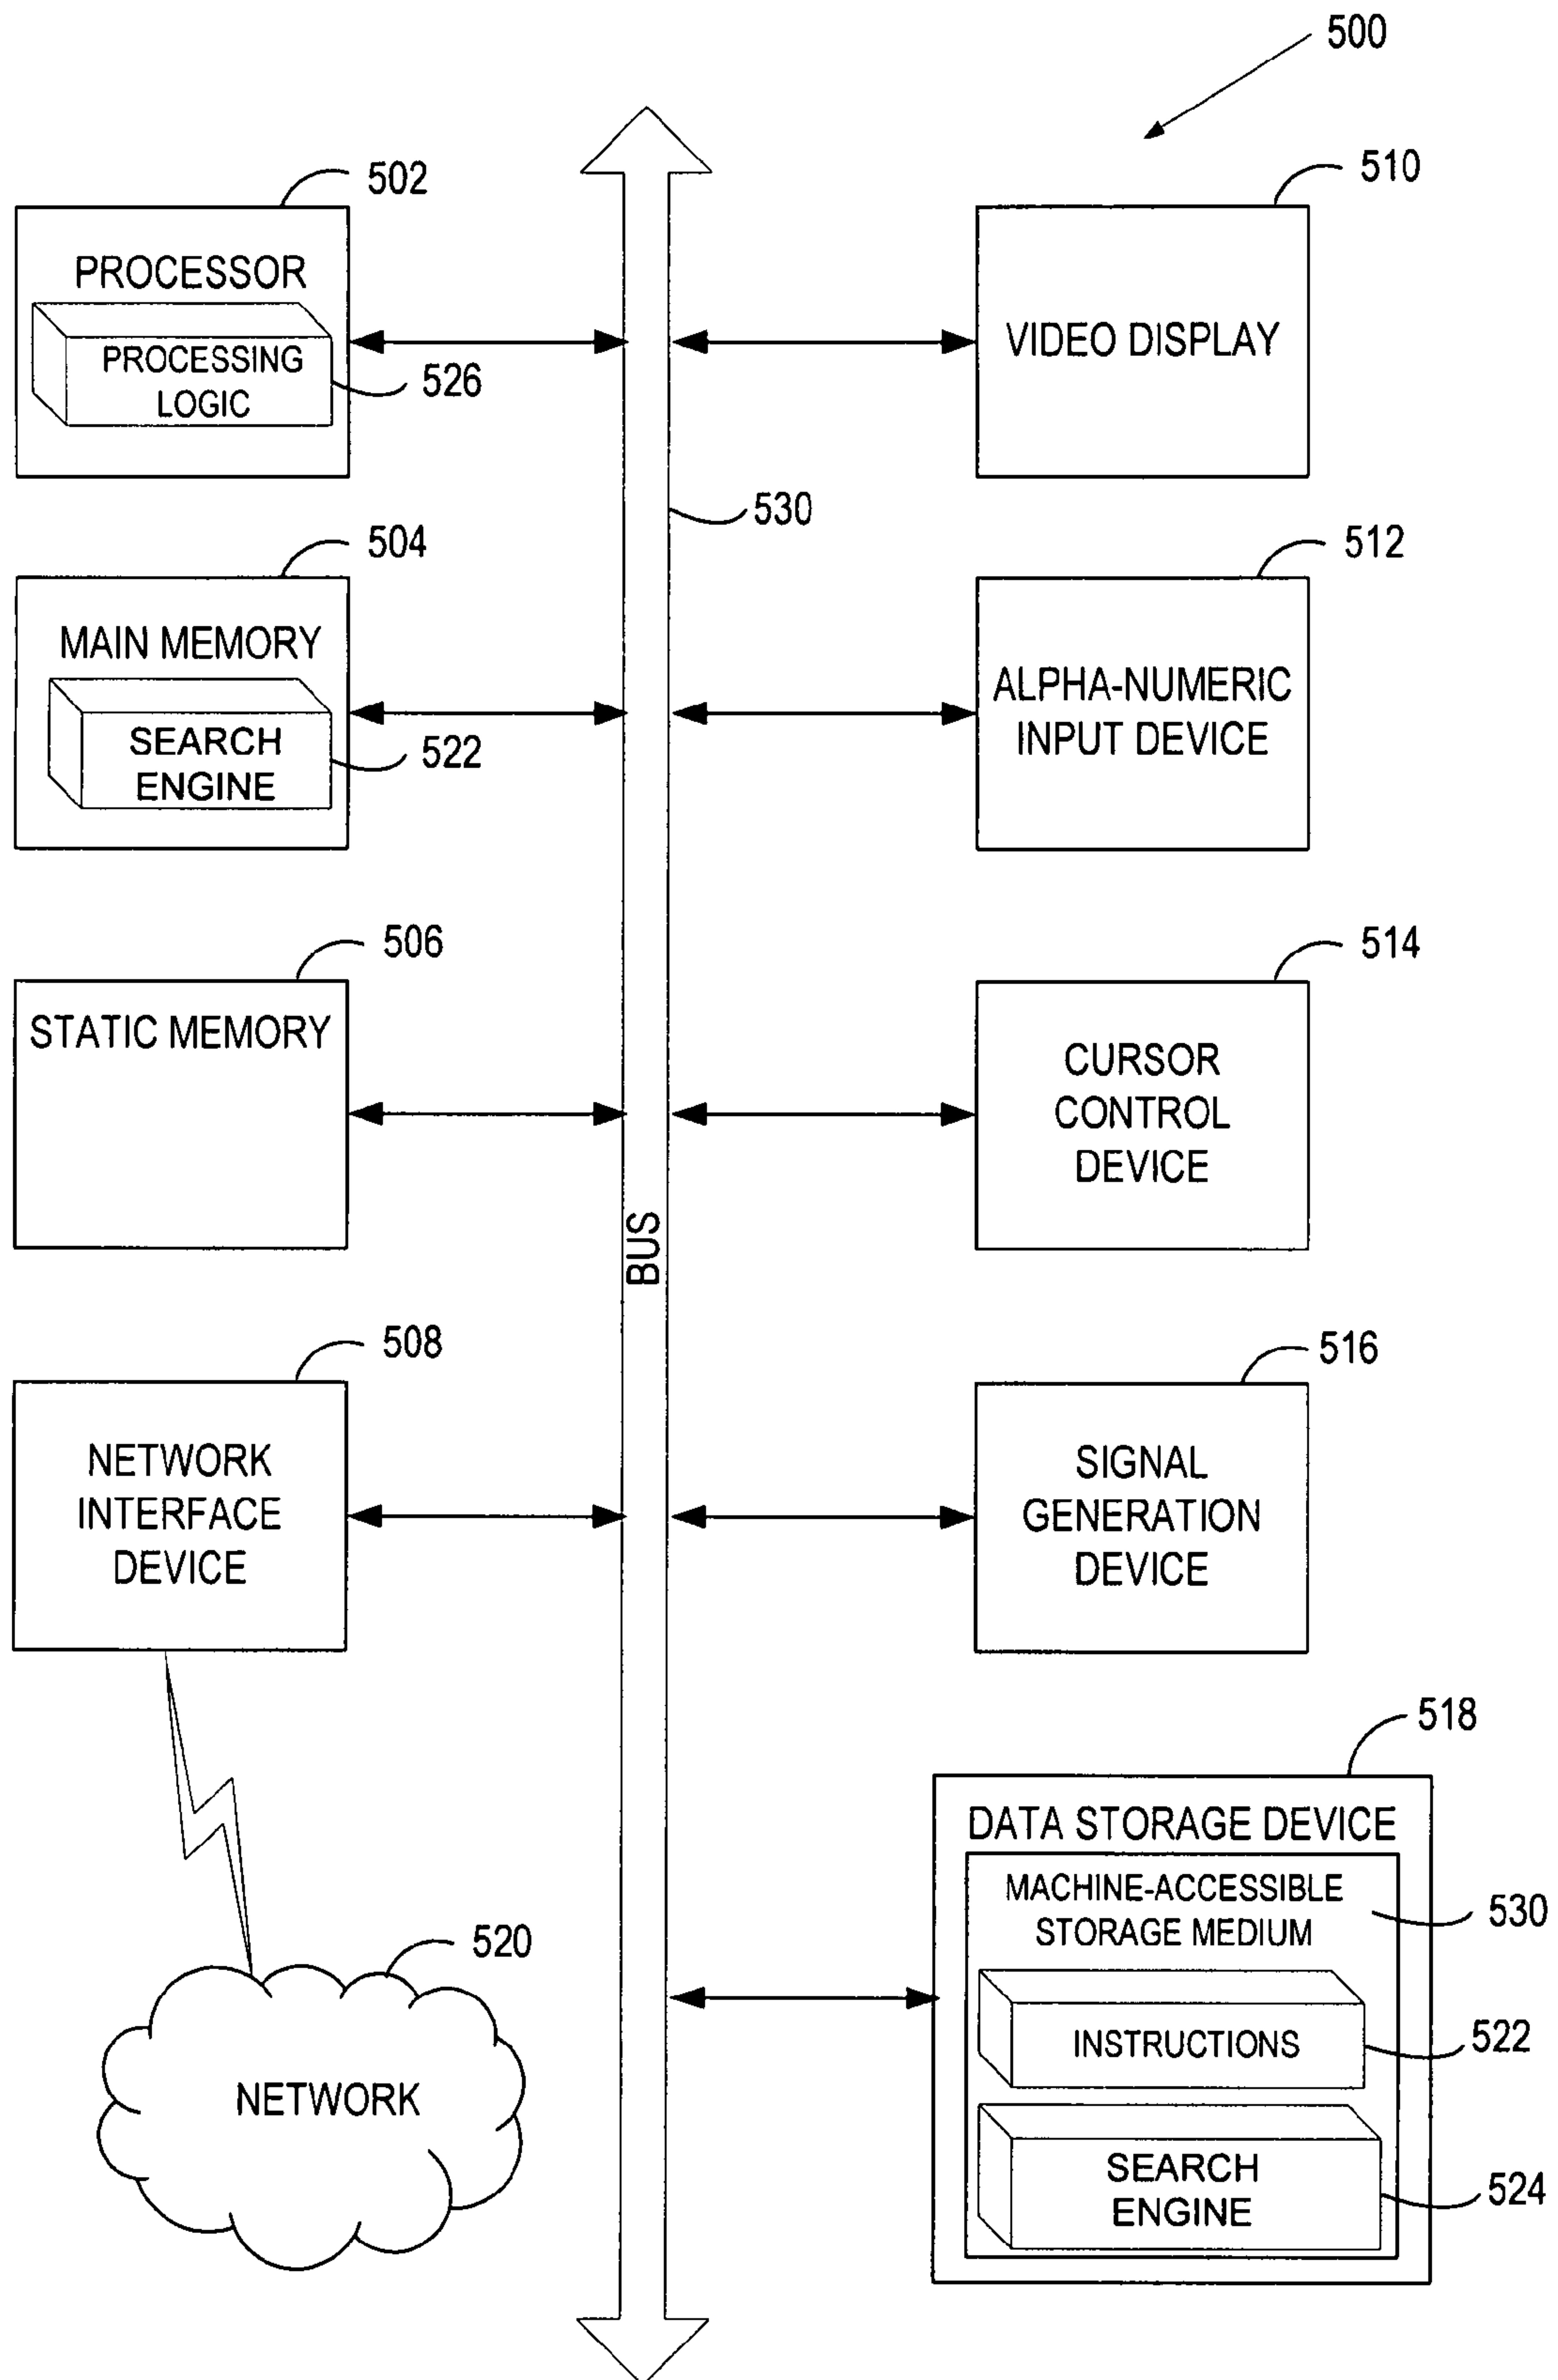 500
502
PROCESSOR
PROCESSING
LOGIC
526
510
VIDEO DISPLAY
530
504
MAIN MEMORY
SEARCH
ENGINE
522
512
ALPHA-NUMERIC
INPUT DEVICE
506
STATIC MEMORY
514
CURSOR
CONTROL
DEVICE
BUS
508
NETWORK
INTERFACE
DEVICE
516
SIGNAL
GENERATION
DEVICE
518
DATA STORAGE DEVICE
MACHINE-ACCESSIBLE
STORAGE MEDIUM
530
INSTRUCTIONS
522
SEARCH
ENGINE
524
520
NETWORK